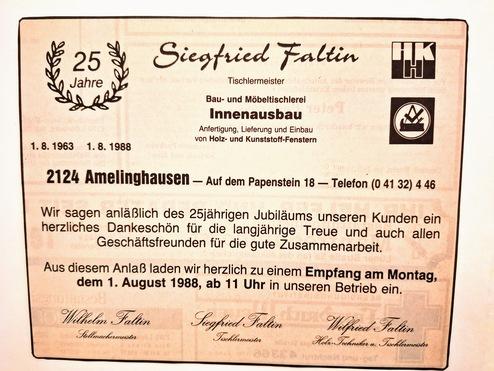 25
Jahre
Siegfried Faltin
Tischlermeister
HHK
Bau- und Möbeltischlerei
Innenausbau
Anfertigung, Lieferung und Einbau
von Holz- und Kunststoff-Fenstern
1. 8. 1963 1. 8. 1988
2124 Amelinghausen — Auf dem Papenstein 18 — Telefon (0 41 32) 4 46
Wir sagen anläßlich des 25jährigen Jubiläums unseren Kunden ein
herzliches Dankeschön für die langjährige Treue und auch allen
Geschäftsfreunden für die gute Zusammenarbeit.
Aus diesem Anlaß laden wir herzlich zu einem Empfang am Montag,
dem 1. August 1988, ab 11 Uhr in unseren Betrieb ein.
Wilhelm Faltin Siegfried Faltin Wilfried Faltin
Stellmachermeister Tischlermeister Holz-Techniker u. Tischlermeister